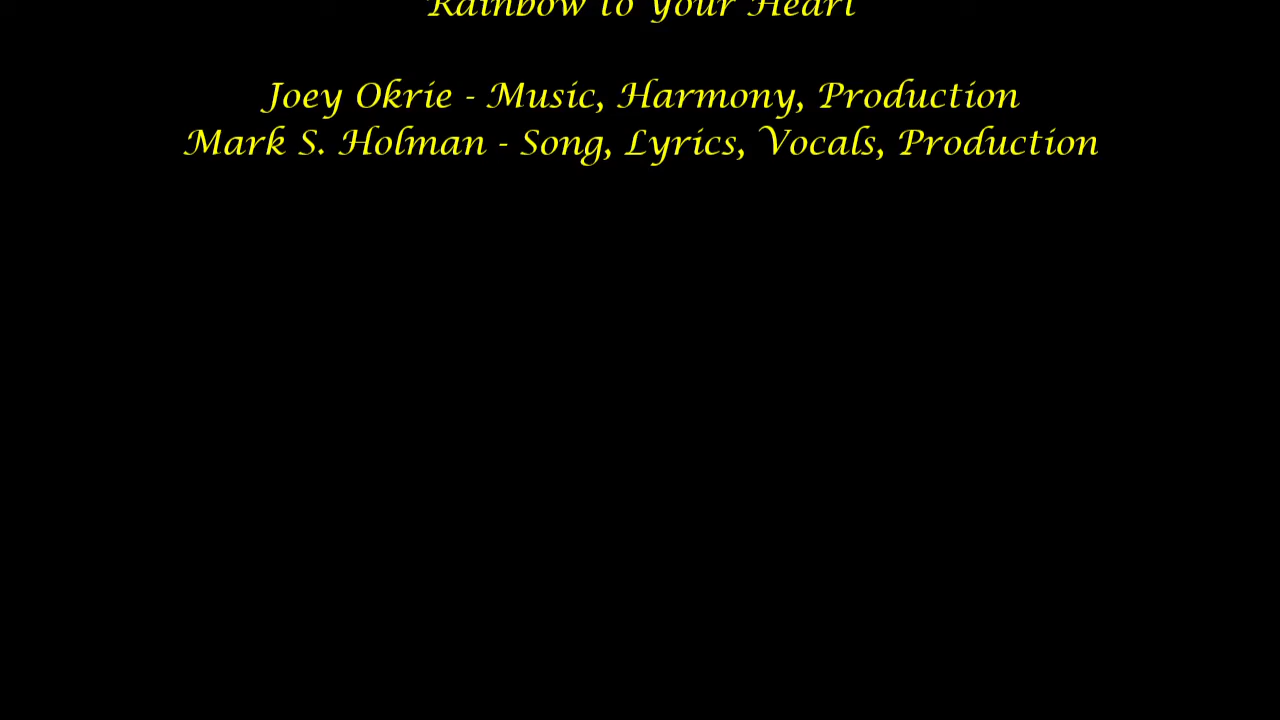 Rainbow to Your Heart
Joey Okrie - Music, Harmony, Production
Mark S. Holman - Song, Lyrics, Vocals, Production